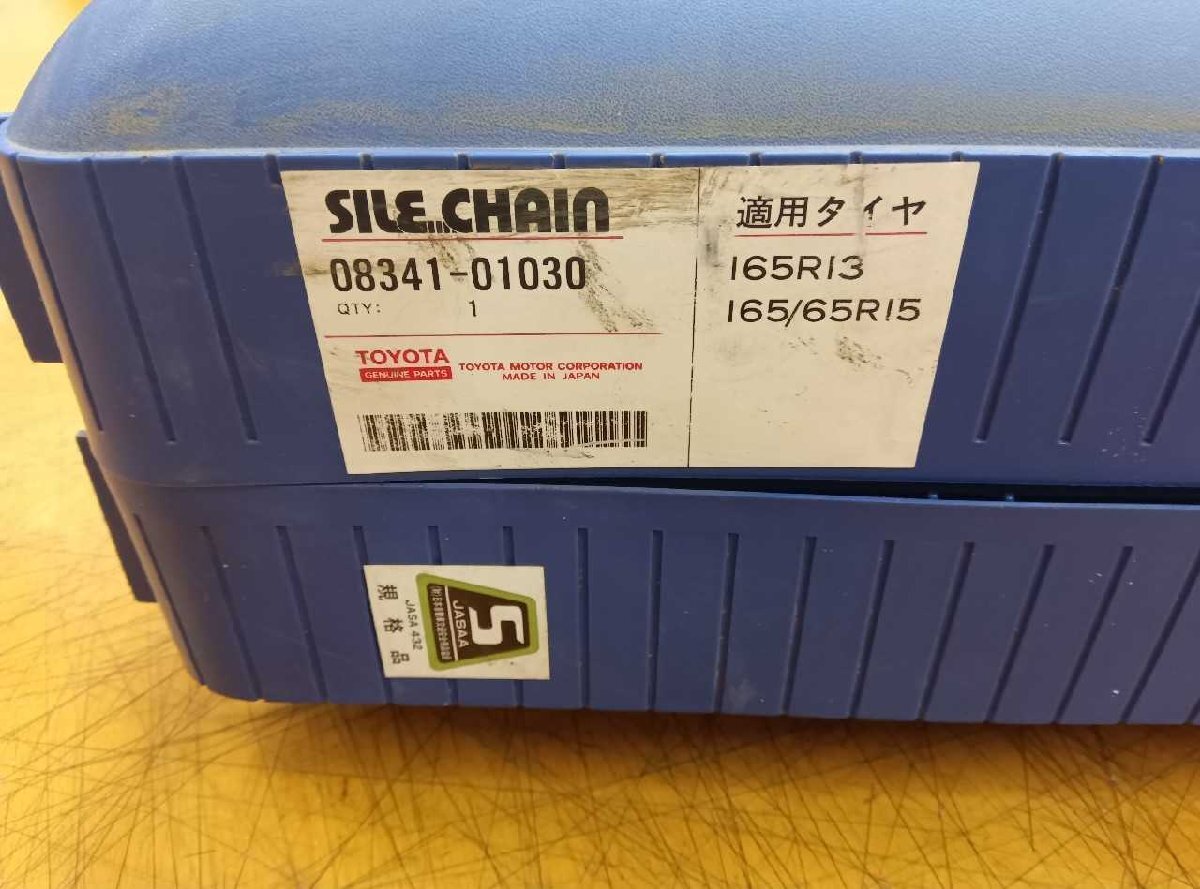 SILE CHAIN
08341-01030
QTY: 1
TOYOTA
GENUINE PARTS
TOYOTA MOTOR CORPORATION
MADE IN JAPAN
適用タイヤ
165R13
165/65R15
S
JASAA
JASA 432
規格品